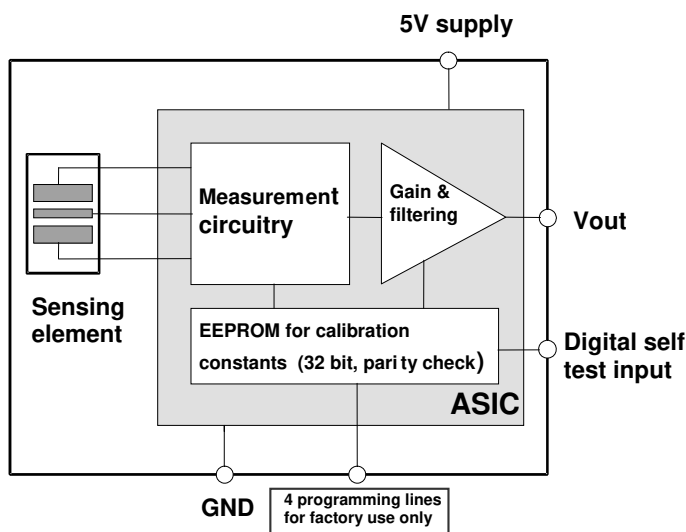 5V supply
Measurement
circuitry
Gain &
filtering
Vout
Sensing
element
EEPROM for calibration
constants (32 bit, parity check)
Digital self
test input
ASIC
GND
4 programming lines
for factory use only